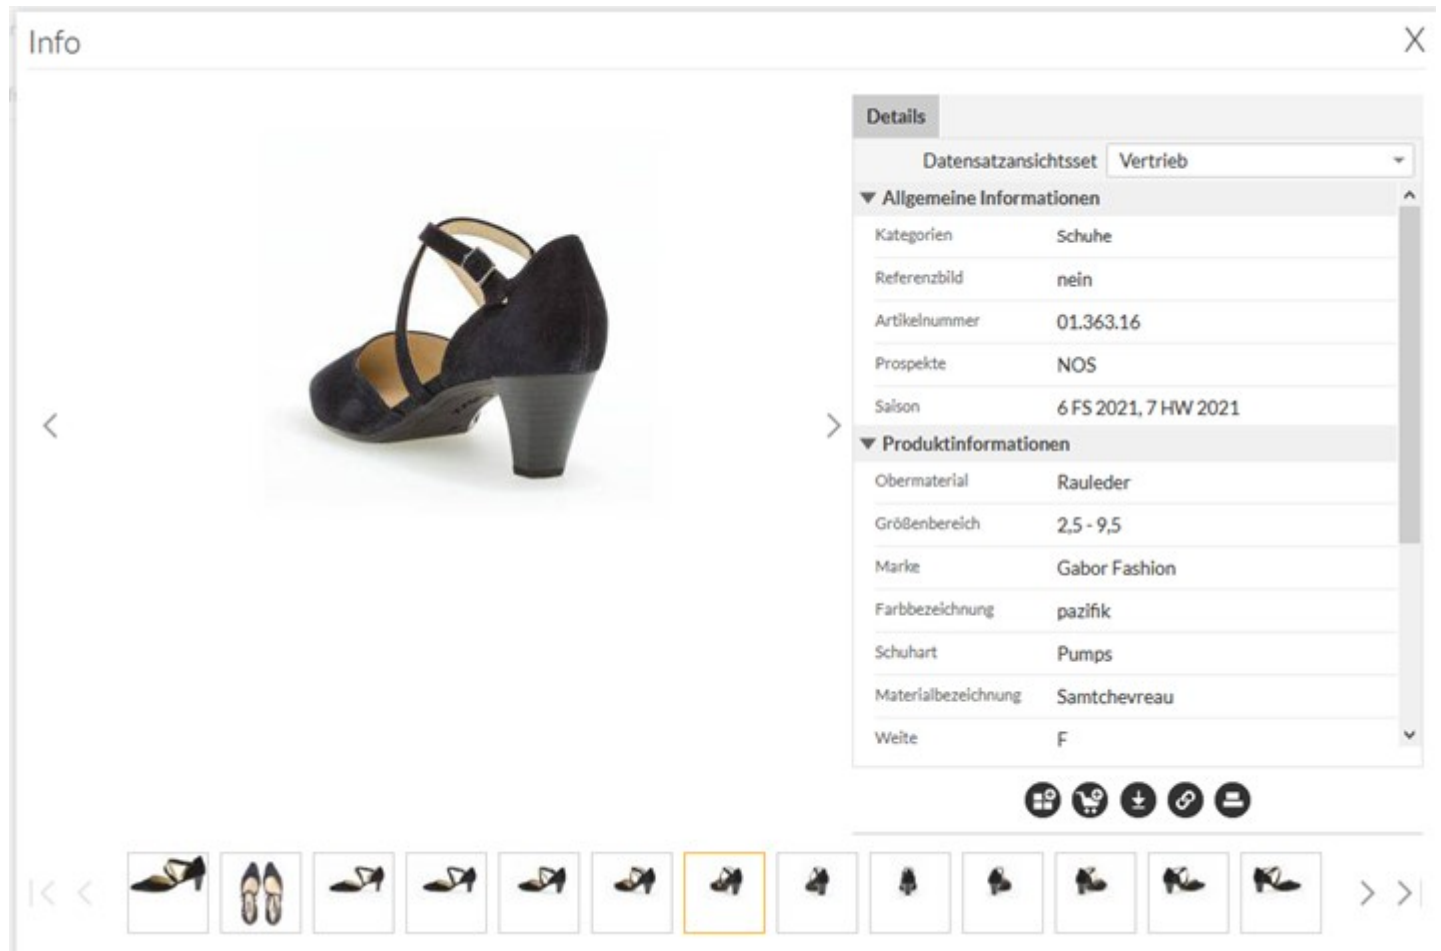 Info X
Details
Datensatzansichtsset Vertrieb
Allgemeine Informationen
Kategorien Schuhe
Referenzbild nein
Artikelnummer 01.363.16
Prospekte NOS
Saison 6 FS 2021, 7 HW 2021
Produktinformationen
Obermaterial Rauleder
Größenbereich 2,5 - 9,5
Marke Gabor Fashion
Farbbezeichnung pazifik
Schuhart Pumps
Materialbezeichnung Samtchevreau
Weite F